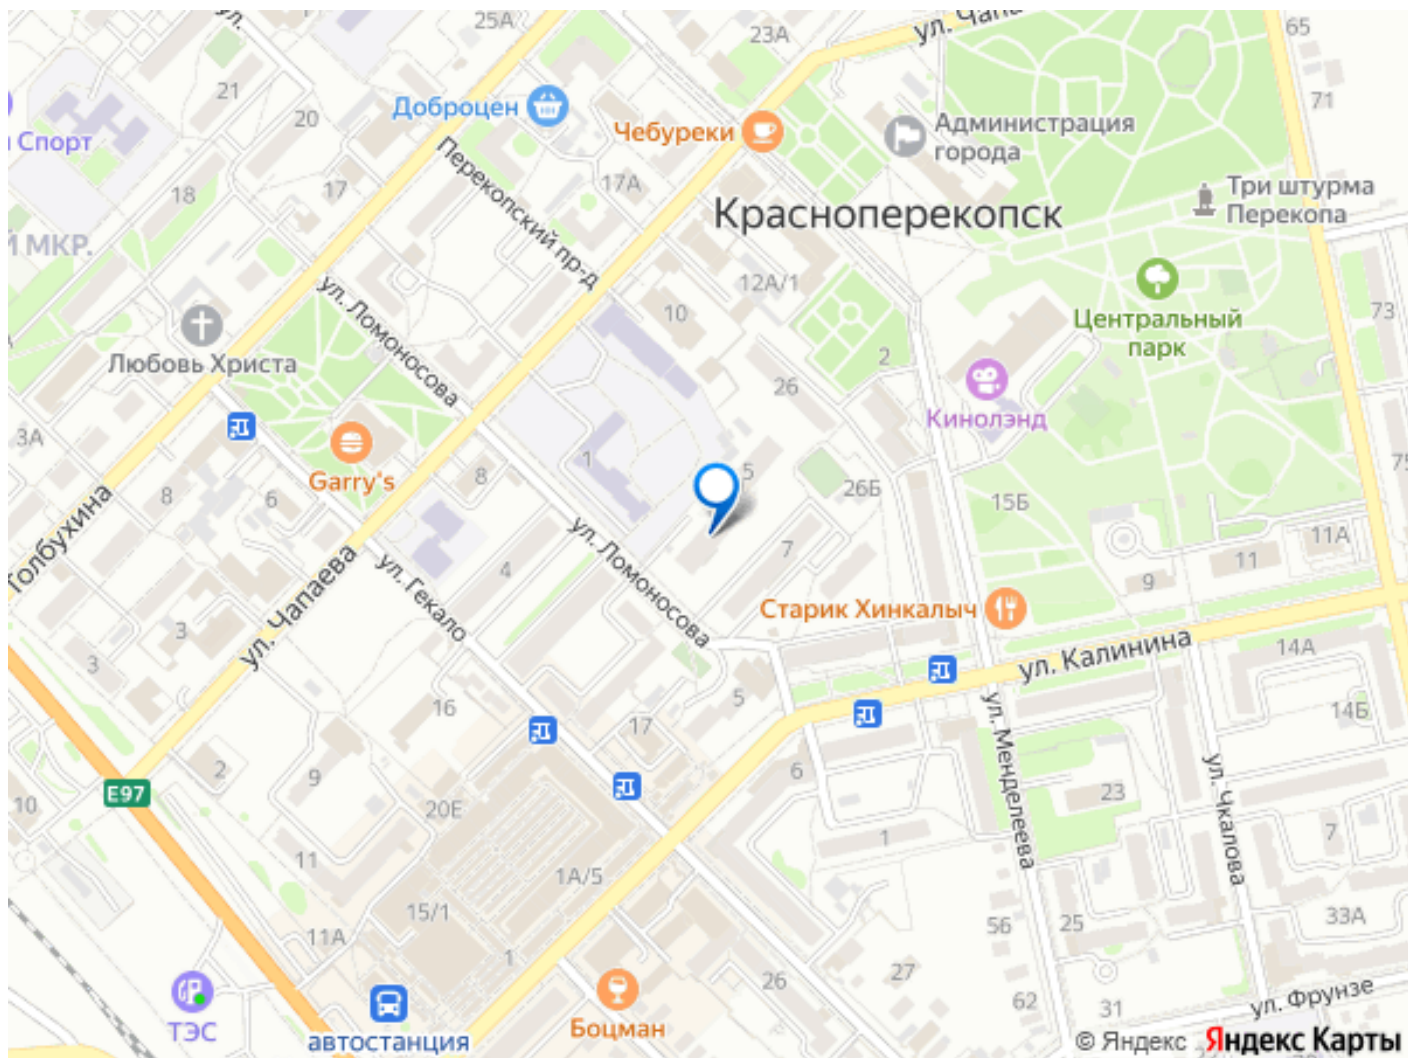 ул.
25А
23А
ул. Чапа
65
21
20
Доброцен
Чебуреки
Администрация
города
71
Спорт
Перекопский пр-д
17А
18
17
Три штурма
Перекопа
Красноперекопск
Й МКР.
ул. Ломоносова
12А/1
10
73
Центральный
парк
Любовь Христа
2
26
Кинолэнд
3А
Garry's
8
1
5
26Б
15Б
75
8
6
Толбухина
ул. Чапаева
ул. Гекало
4
ул. Ломоносова
7
11А
11
9
Старик Хинкалыч
ул. Калинина
14А
3
3
16
17
5
ул. Менделеева
14Б
2
9
E97
10
20Е
6
23
ул. Чкалова
7
1
11
1А/5
15/1
11А
1
56
25
33А
26
27
62
31
ул. Фрунзе
ТЭС
автостанция
Боцман
© Яндекс Яндекс Карты